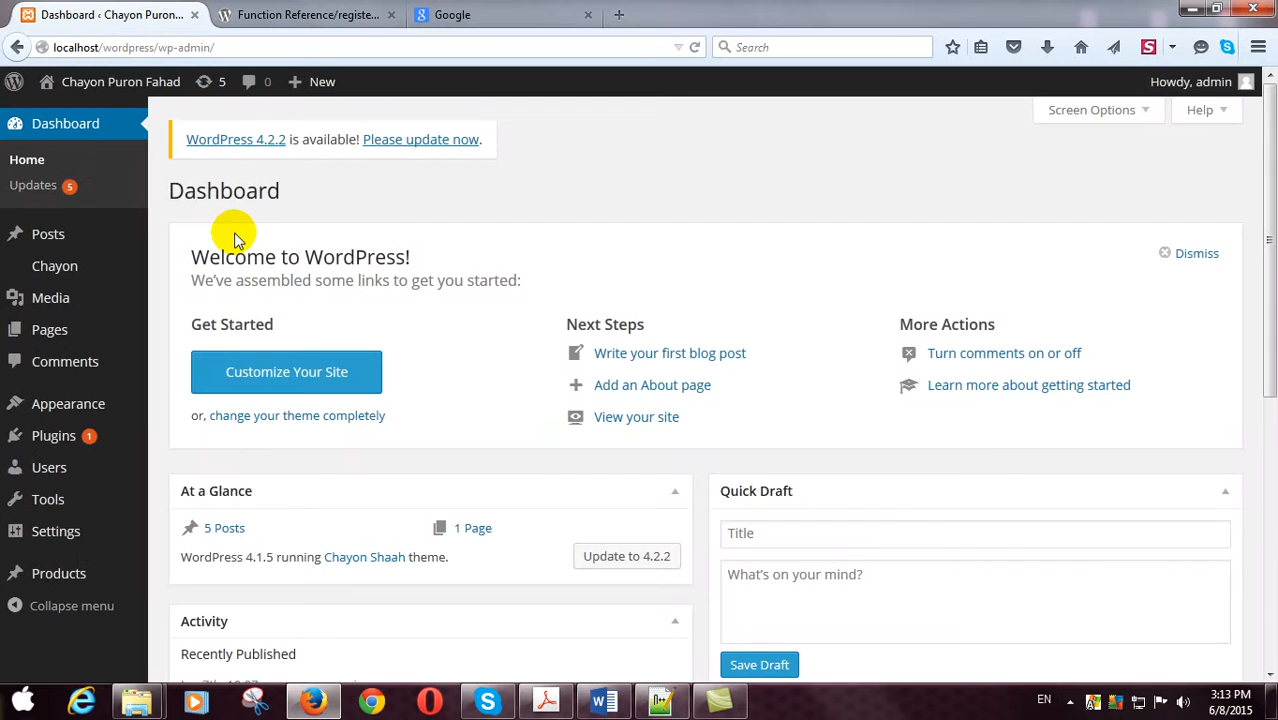 Dashboard ‹ Chayon Puron...
Function Reference/registe...
Google
localhost/wordpress/wp-admin/
Search
Chayon Puron Fahad
5
0
New
Howdy, admin
Dashboard
Home
Updates 5
Posts
Chayon
Media
Pages
Comments
Appearance
Plugins 1
Users
Tools
Settings
Products
Collapse menu
Screen Options
Help
WordPress 4.2.2 is available! Please update now.
Dashboard
Welcome to WordPress!
We've assembled some links to get you started:
Dismiss
Get Started
Customize Your Site
or, change your theme completely
Next Steps
Write your first blog post
Add an About page
View your site
More Actions
Turn comments on or off
Learn more about getting started
At a Glance
5 Posts
1 Page
WordPress 4.1.5 running Chayon Shaah theme.
Update to 4.2.2
Activity
Recently Published
Quick Draft
Title
What's on your mind?
Save Draft
EN
3:13 PM
6/8/2015